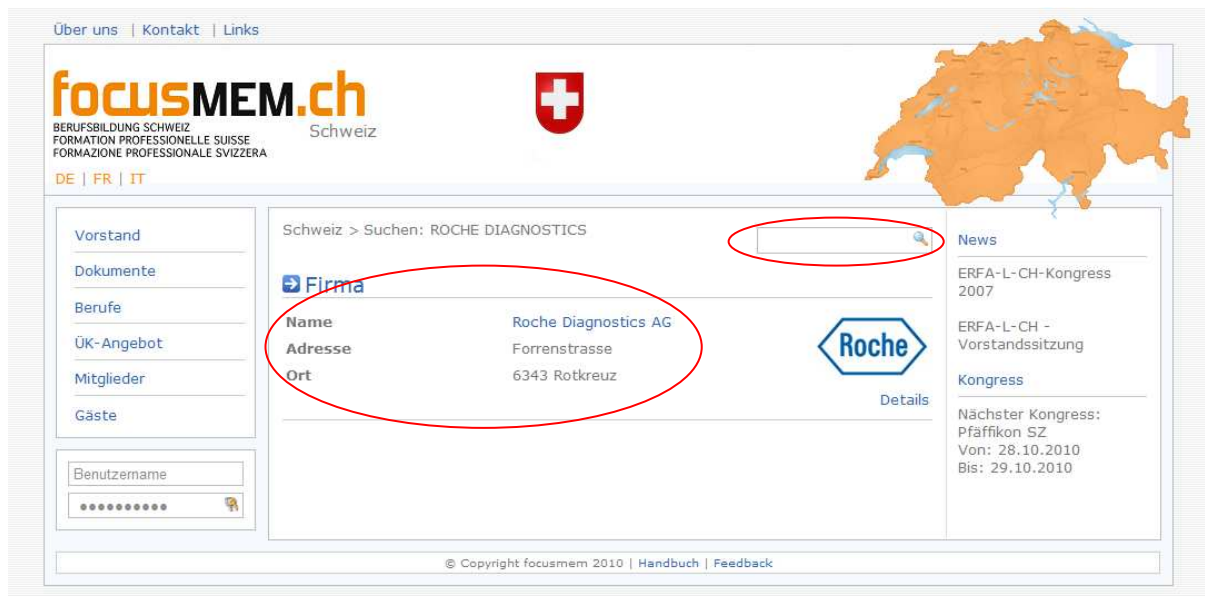 Über uns | Kontakt | Links
focusMEM.ch
Schweiz
BERUFSBILDUNG SCHWEIZ
FORMATION PROFESSIONELLE SUISSE
FORMAZIONE PROFESSIONALE SVIZZERA
DE | FR | IT
Vorstand
Dokumente
Berufe
ÜK-Angebot
Mitglieder
Gäste
Benutzername
Schweiz > Suchen: ROCHE DIAGNOSTICS
Firma
Name Roche Diagnostics AG
Adresse Forrenstrasse
Ort 6343 Rotkreuz
Roche
Details
News
ERFA-L-CH-Kongress
2007
ERFA-L-CH -
Vorstandssitzung
Kongress
Nächster Kongress:
Pfäffikon SZ
Von: 28.10.2010
Bis: 29.10.2010
© Copyright focusmem 2010 | Handbuch | Feedback